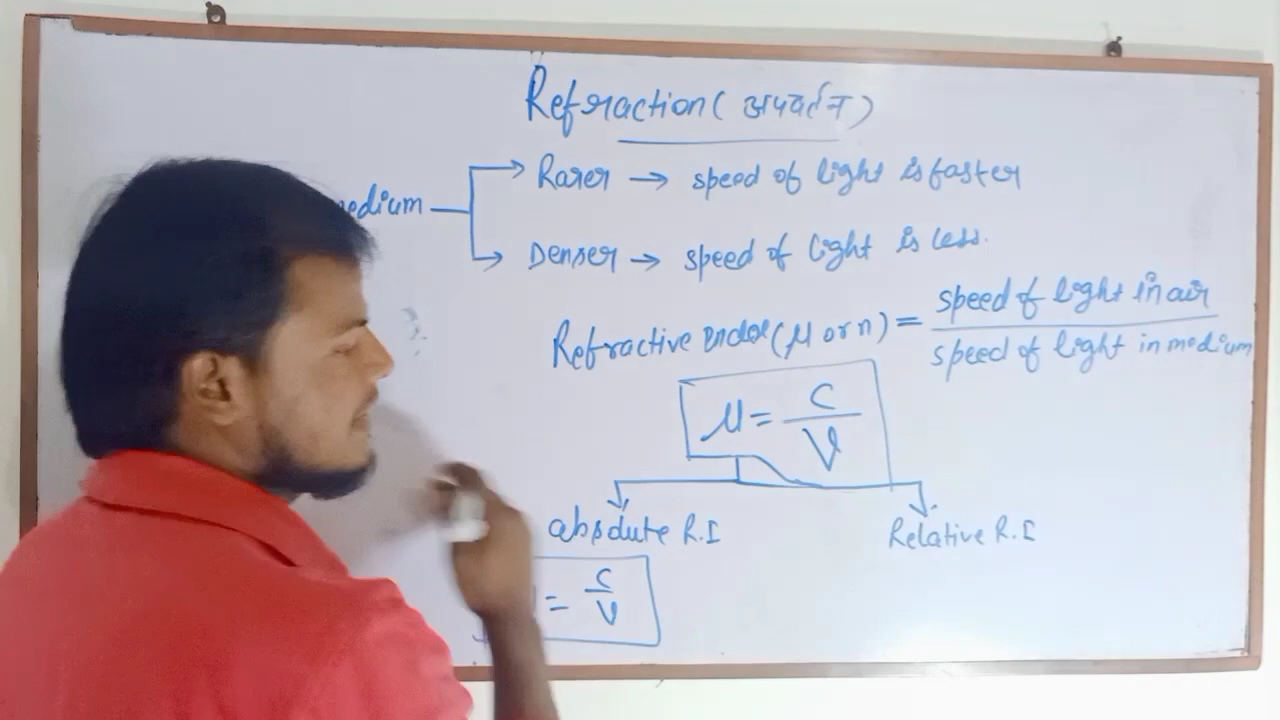 Refraction (अपवर्तन)
medium → Rarer → speed of light is faster
Denser → speed of light is less.
Refractive Index (μ or n) = speed of light in air / speed of light in medium
μ = c / v
absolute R.I
Relative R.I
= c / v